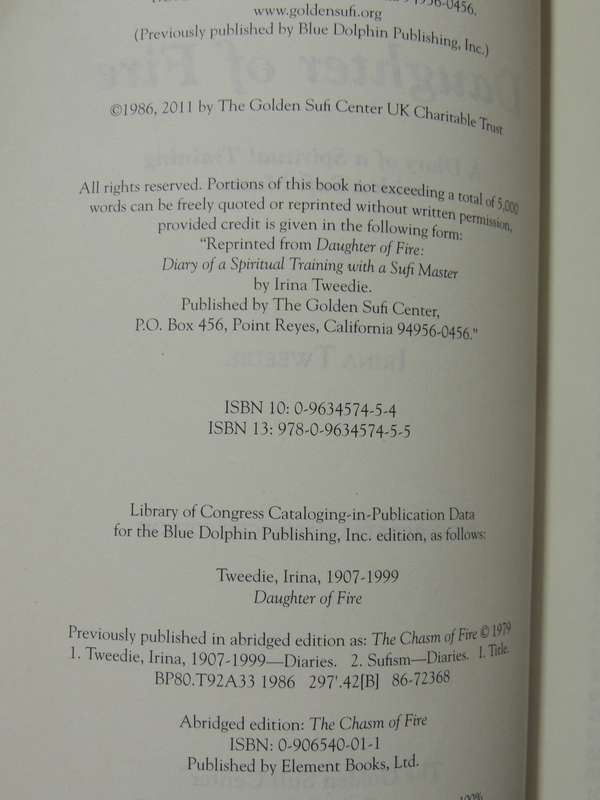 94956-0456.
www.goldensufi.org
(Previously published by Blue Dolphin Publishing, Inc.)
©1986, 2011 by The Golden Sufi Center UK Charitable Trust
All rights reserved. Portions of this book not exceeding a total of 5,000
words can be freely quoted or reprinted without written permission,
provided credit is given in the following form:
“Reprinted from Daughter of Fire:
Diary of a Spiritual Training with a Sufi Master
by Irina Tweedie.
Published by The Golden Sufi Center,
P.O. Box 456, Point Reyes, California 94956-0456.”
ISBN 10: 0-9634574-5-4
ISBN 13: 978-0-9634574-5-5
Library of Congress Cataloging-in-Publication Data
for the Blue Dolphin Publishing, Inc. edition, as follows:
Tweedie, Irina, 1907-1999
Daughter of Fire
Previously published in abridged edition as: The Chasm of Fire © 1979
1. Tweedie, Irina, 1907-1999—Diaries. 2. Sufism—Diaries. I. Title.
BP80.T92A33 1986 297'.42[B] 86-72368
Abridged edition: The Chasm of Fire
ISBN: 0-906540-01-1
Published by Element Books, Ltd.
100%